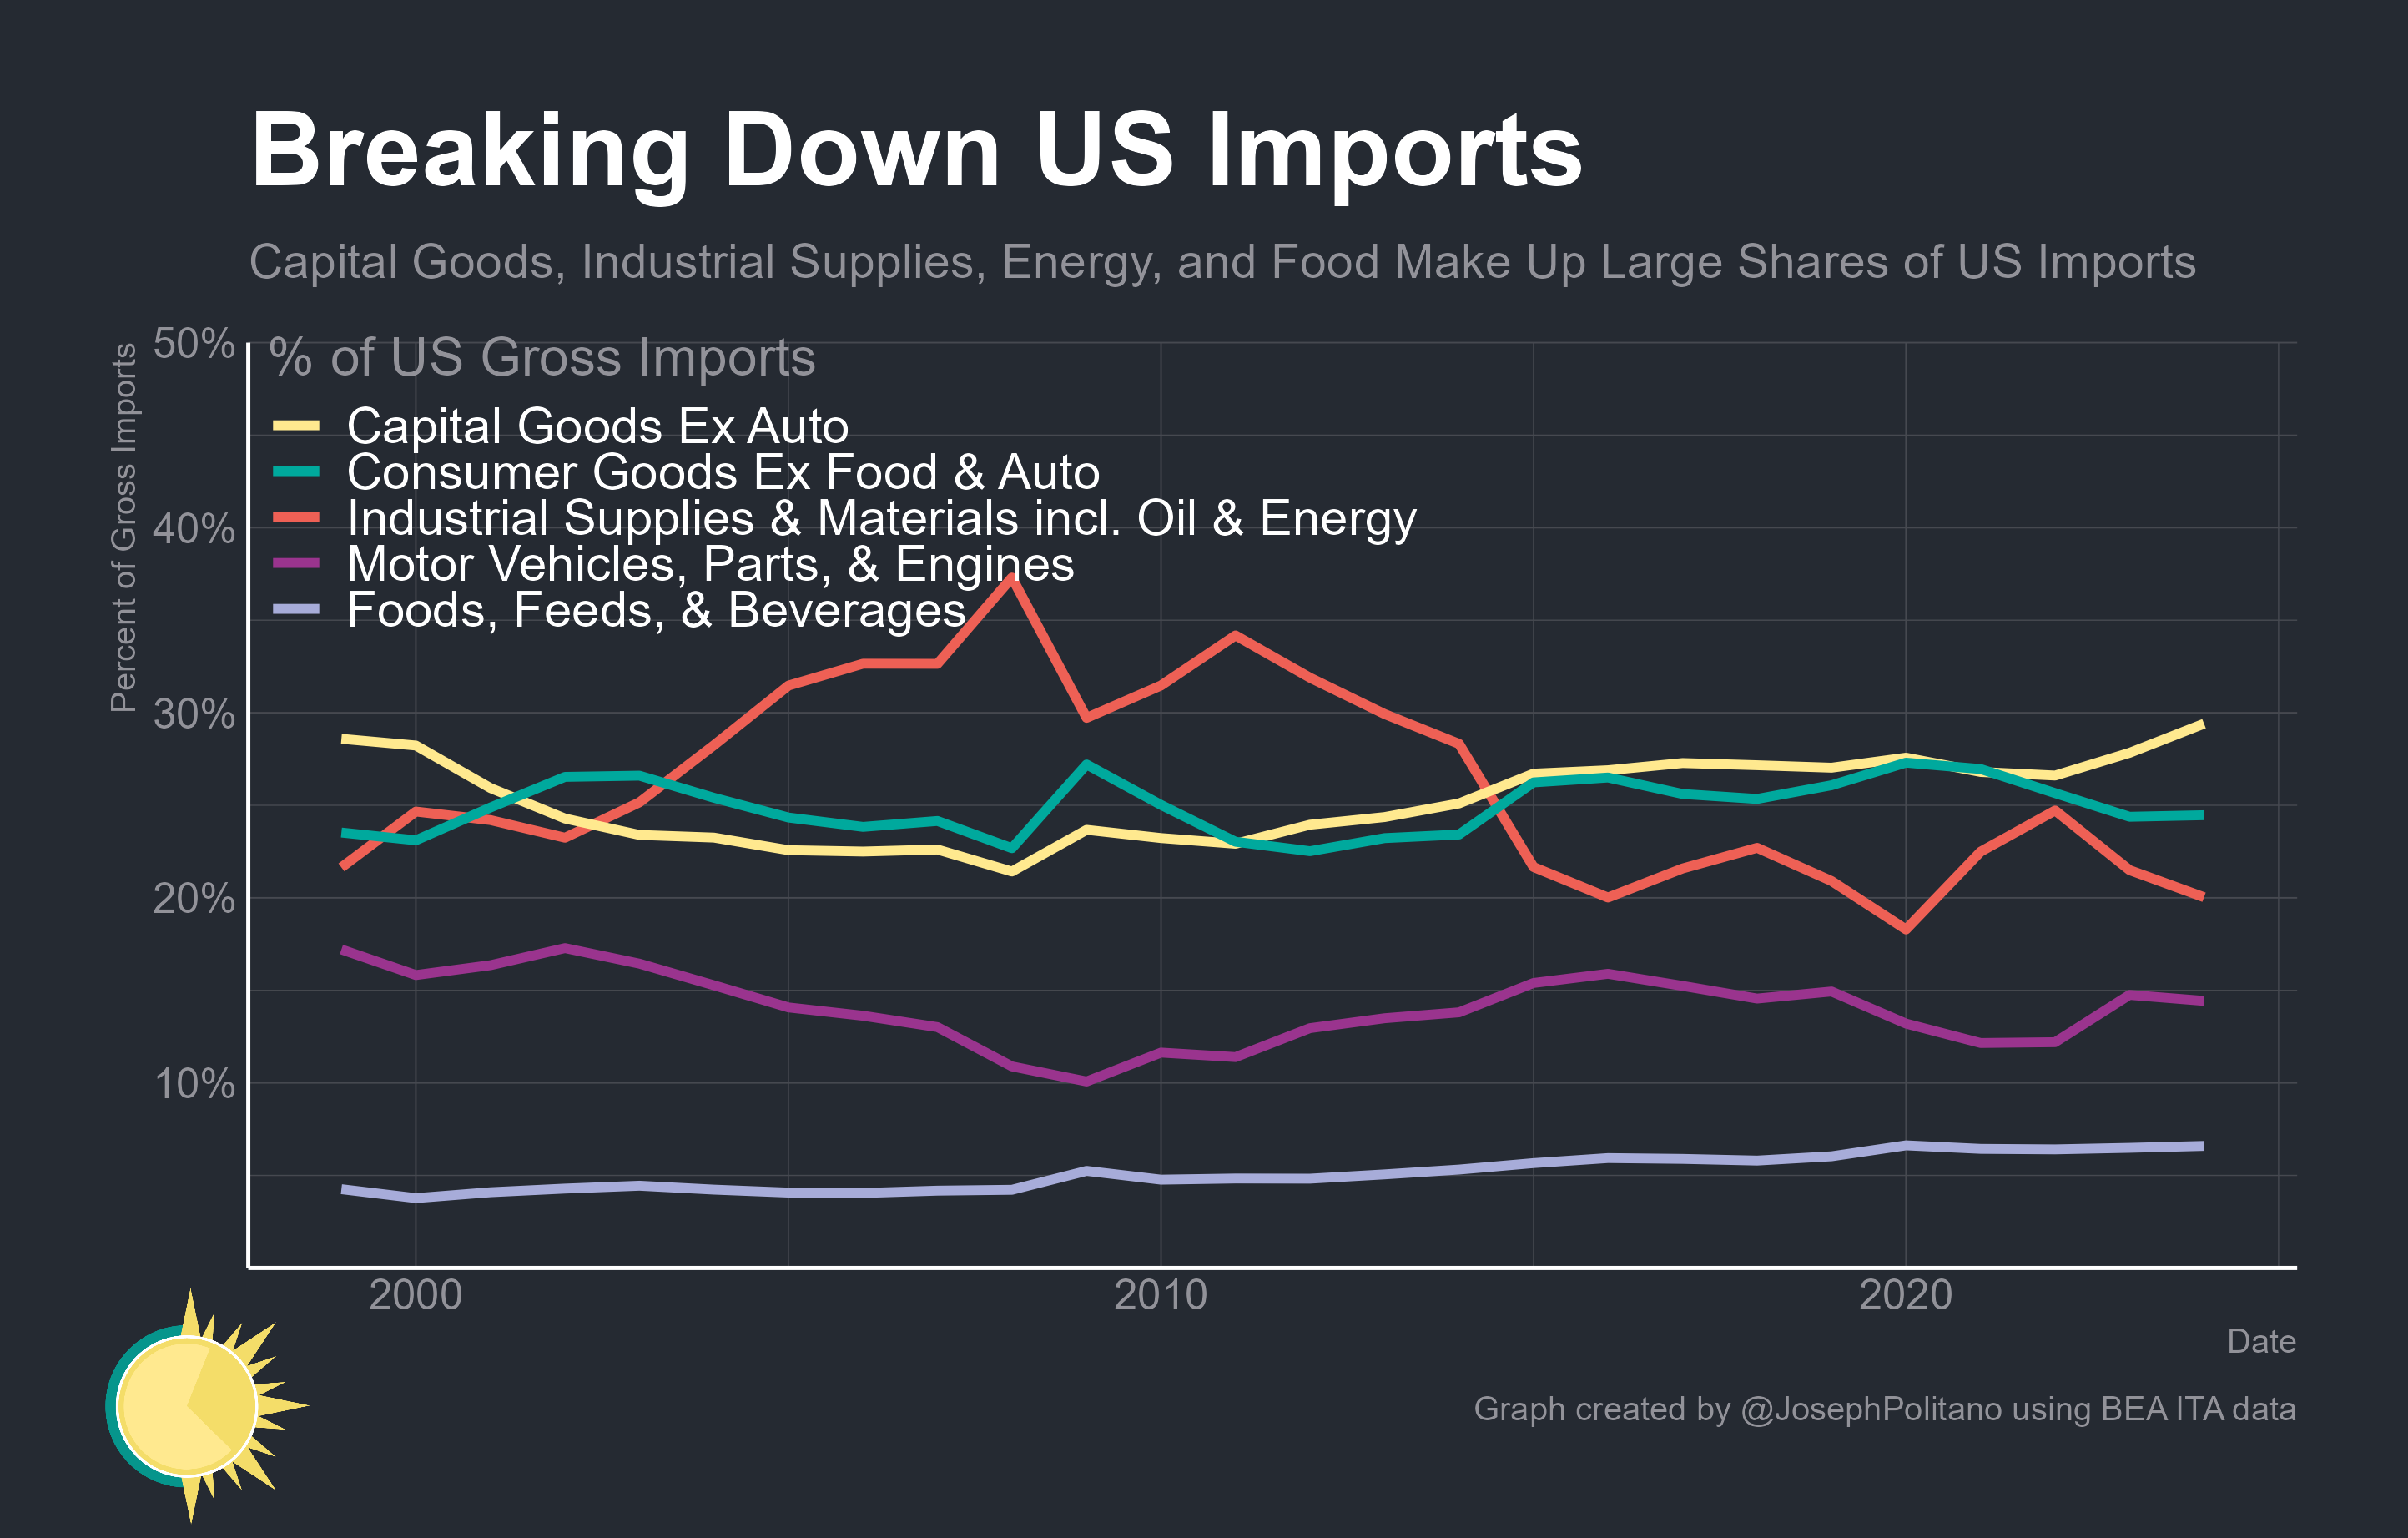 Breaking Down US Imports
Capital Goods, Industrial Supplies, Energy, and Food Make Up Large Shares of US Imports
Percent of Gross Imports
50%
40%
30%
20%
10%
% of US Gross Imports
Capital Goods Ex Auto
Consumer Goods Ex Food & Auto
Industrial Supplies & Materials incl. Oil & Energy
Motor Vehicles, Parts, & Engines
Foods, Feeds, & Beverages
2000 2010 2020
Date
Graph created by @JosephPolitano using BEA ITA data